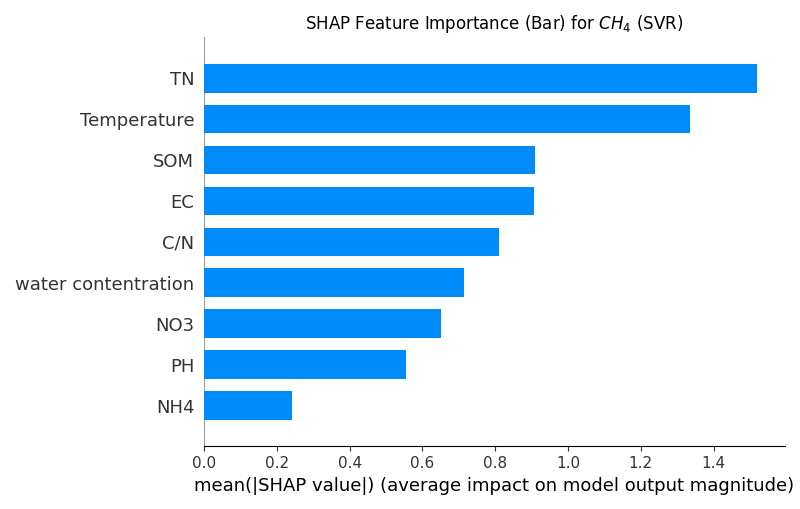 SHAP Feature Importance (Bar) for CH₄ (SVR)
TN
Temperature
SOM
EC
C/N
water contentration
NO3
PH
NH4
0.0 0.2 0.4 0.6 0.8 1.0 1.2 1.4
mean(|SHAP value|) (average impact on model output magnitude)